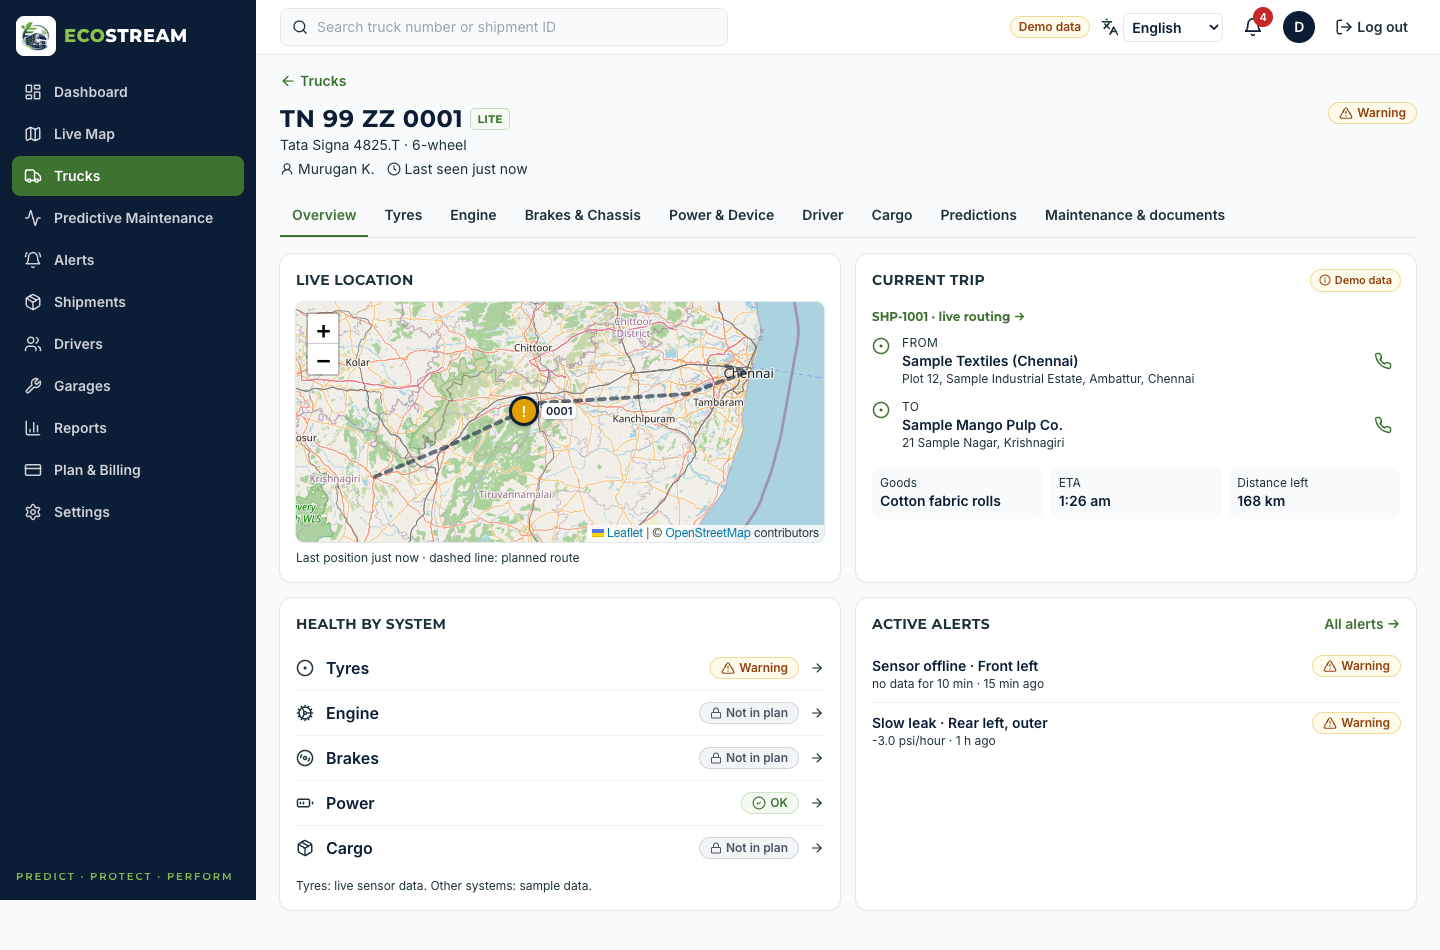 ECOSTREAM
Dashboard
Live Map
Trucks
Predictive Maintenance
Alerts
Shipments
Drivers
Garages
Reports
Plan & Billing
Settings
PREDICT · PROTECT · PERFORM
Search truck number or shipment ID
Demo data
English
4
D
Log out
← Trucks
TN 99 ZZ 0001 LITE
Warning
Tata Signa 4825.T · 6-wheel
Murugan K. Last seen just now
Overview Tyres Engine Brakes & Chassis Power & Device Driver Cargo Predictions Maintenance & documents
LIVE LOCATION
+
−
Chittoor
District
Chittoor
Kolar
Chennai
Tambaram
! 0001
Kanchipuram
osur
Krishnagiri
Tiruvannamalai
very
h WLS
Leaflet | © OpenStreetMap contributors
Last position just now · dashed line: planned route
CURRENT TRIP
Demo data
SHP-1001 · live routing →
FROM
Sample Textiles (Chennai)
Plot 12, Sample Industrial Estate, Ambattur, Chennai
TO
Sample Mango Pulp Co.
21 Sample Nagar, Krishnagiri
Goods
Cotton fabric rolls
ETA
1:26 am
Distance left
168 km
HEALTH BY SYSTEM
Tyres Warning →
Engine Not in plan →
Brakes Not in plan →
Power OK →
Cargo Not in plan →
Tyres: live sensor data. Other systems: sample data.
ACTIVE ALERTS
All alerts →
Sensor offline · Front left
Warning
no data for 10 min · 15 min ago
Slow leak · Rear left, outer
Warning
-3.0 psi/hour · 1 h ago